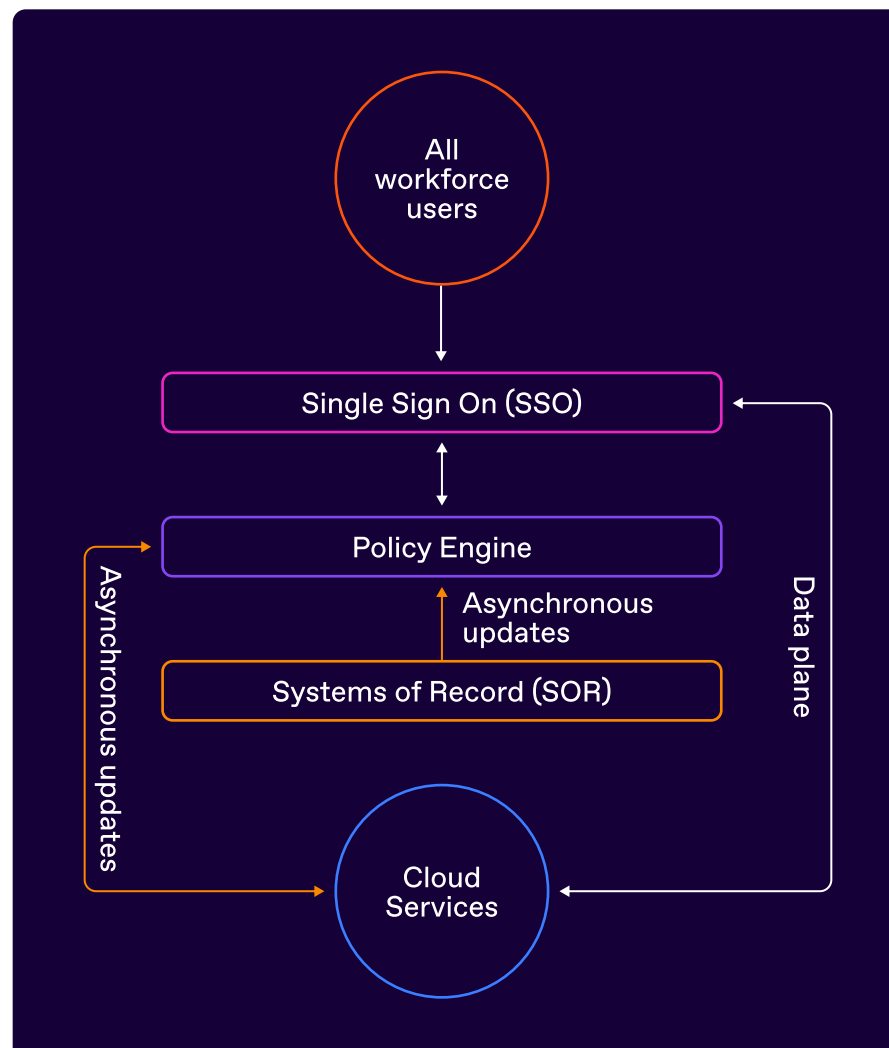 All
workforce
users
Single Sign On (SSO)
Policy Engine
Asynchronous
updates
Systems of Record (SOR)
Asynchronous updates
Data plane
Cloud
Services